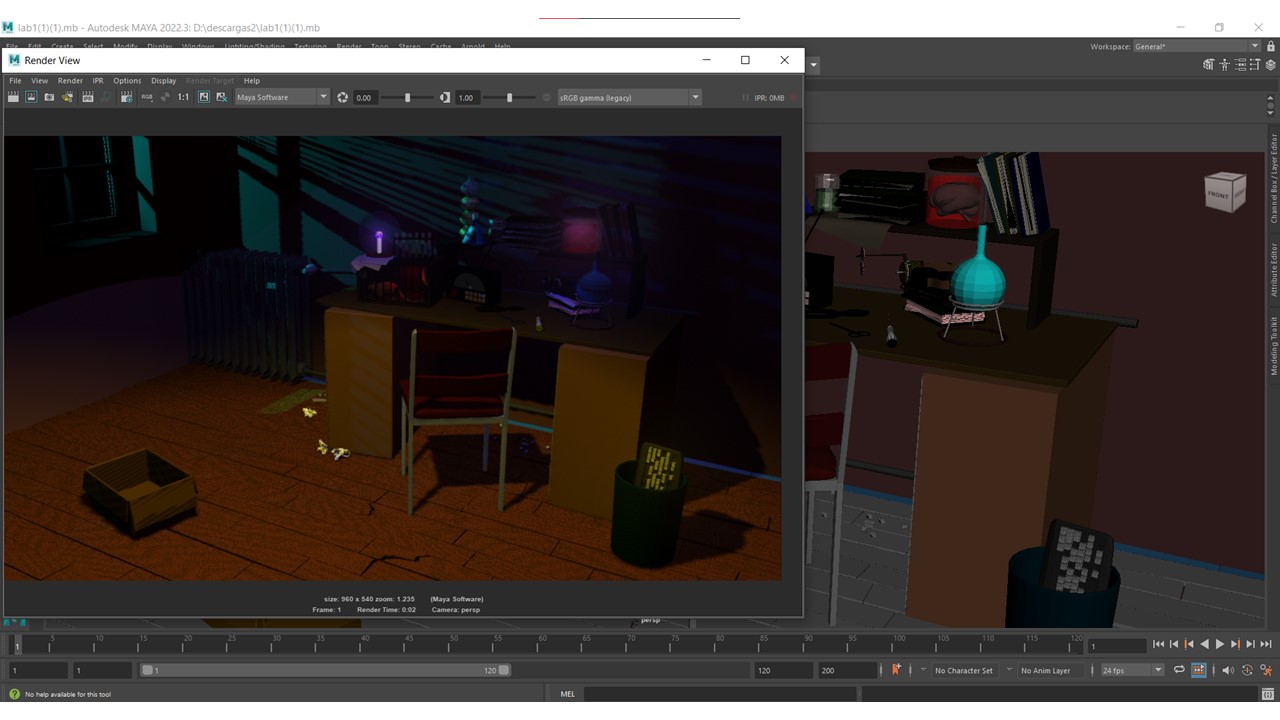 lab1(1)(1).mb - Autodesk MAYA 2022.3: D:\descargas2\lab1(1)(1).mb
File Edit Create Select Modify Display Windows Lighting/Shading Texturing Render Toon Stereo Cache Arnold Help
Workspace: General*
Render View
File View Render IPR Options Display Render Target Help
RGB 1:1 Maya Software 0.00 1.00 sRGB gamma (legacy) IPR: 0MB
FRONT
Channel Box / Layer Editor
Attribute Editor
Modeling Toolkit
size: 960 x 540 zoom: 1.235 (Maya Software)
Frame: 1 Render Time: 0:02 Camera: persp
persp
1 5 10 15 20 25 30 35 40 45 50 55 60 65 70 75 80 85 90 95 100 105 110 115 120 1
1 1 1 120 120 200 No Character Set No Anim Layer 24 fps
No help available for this tool MEL